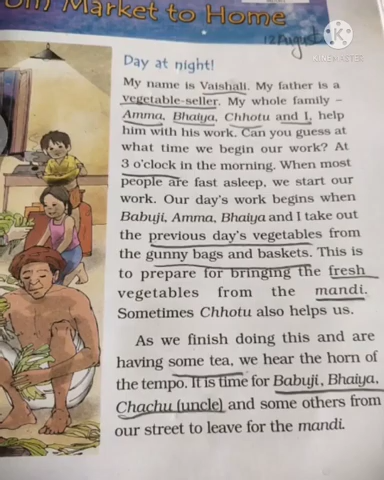 om Market to Home
12 August
K
KINEMASTER
Day at night!
My name is Vaishali. My father is a
vegetable-seller. My whole family –
Amma, Bhaiya, Chhotu and I, help
him with his work. Can you guess at
what time we begin our work? At
3 o'clock in the morning. When most
people are fast asleep, we start our
work. Our day's work begins when
Babuji, Amma, Bhaiya and I take out
the previous day's vegetables from
the gunny bags and baskets. This is
to prepare for bringing the fresh
vegetables from the mandi.
Sometimes Chhotu also helps us.
As we finish doing this and are
having some tea, we hear the horn of
the tempo. It is time for Babuji, Bhaiya,
Chachu (uncle) and some others from
our street to leave for the mandi.